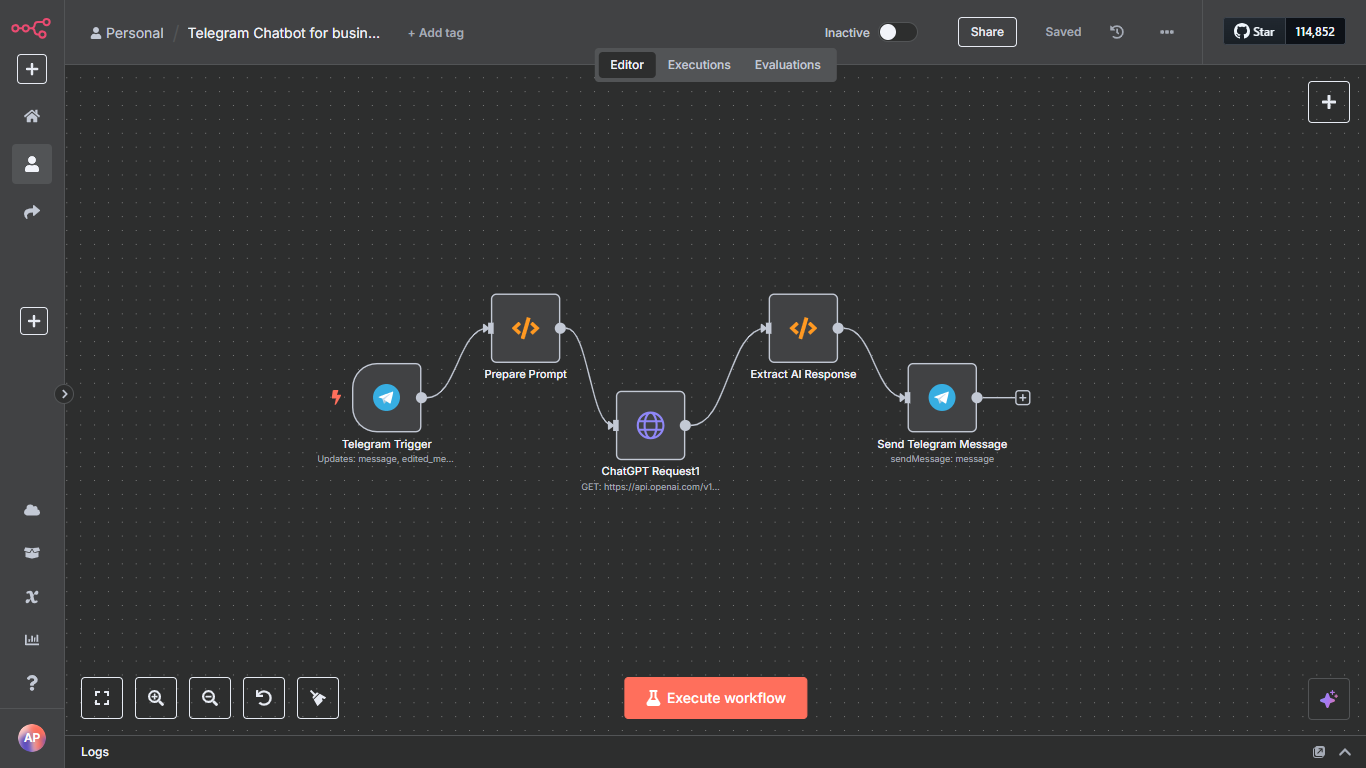 Personal / Telegram Chatbot for busin... + Add tag
Inactive
Share
Saved
Star 114,852
Editor Executions Evaluations
Prepare Prompt
Extract AI Response
Telegram Trigger
Updates: message, edited_me...
Send Telegram Message
sendMessage: message
ChatGPT Request1
GET: https://api.openai.com/v1...
Execute workflow
AP
Logs